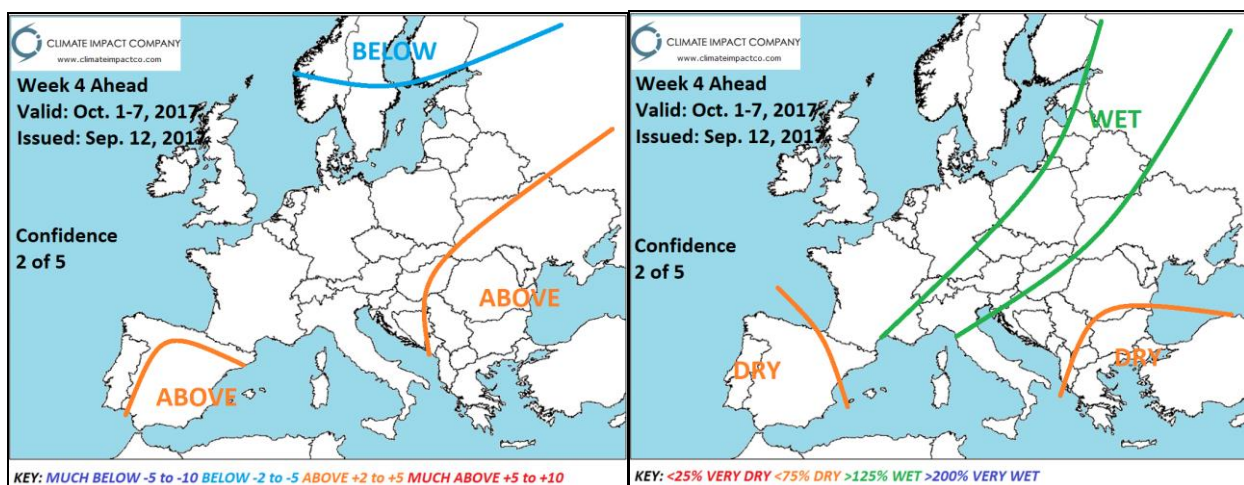 CLIMATE IMPACT COMPANY
www.climateimpactco.com
Week 4 Ahead
Valid: Oct. 1-7, 2017
Issued: Sep. 12, 2017
Confidence
2 of 5
BELOW
ABOVE
ABOVE
KEY: MUCH BELOW -5 to -10 BELOW -2 to -5 ABOVE +2 to +5 MUCH ABOVE +5 to +10
CLIMATE IMPACT COMPANY
www.climateimpactco.com
Week 4 Ahead
Valid: Oct. 1-7, 2017
Issued: Sep. 12, 2017
Confidence
2 of 5
WET
DRY
DRY
KEY: <25% VERY DRY <75% DRY >125% WET >200% VERY WET